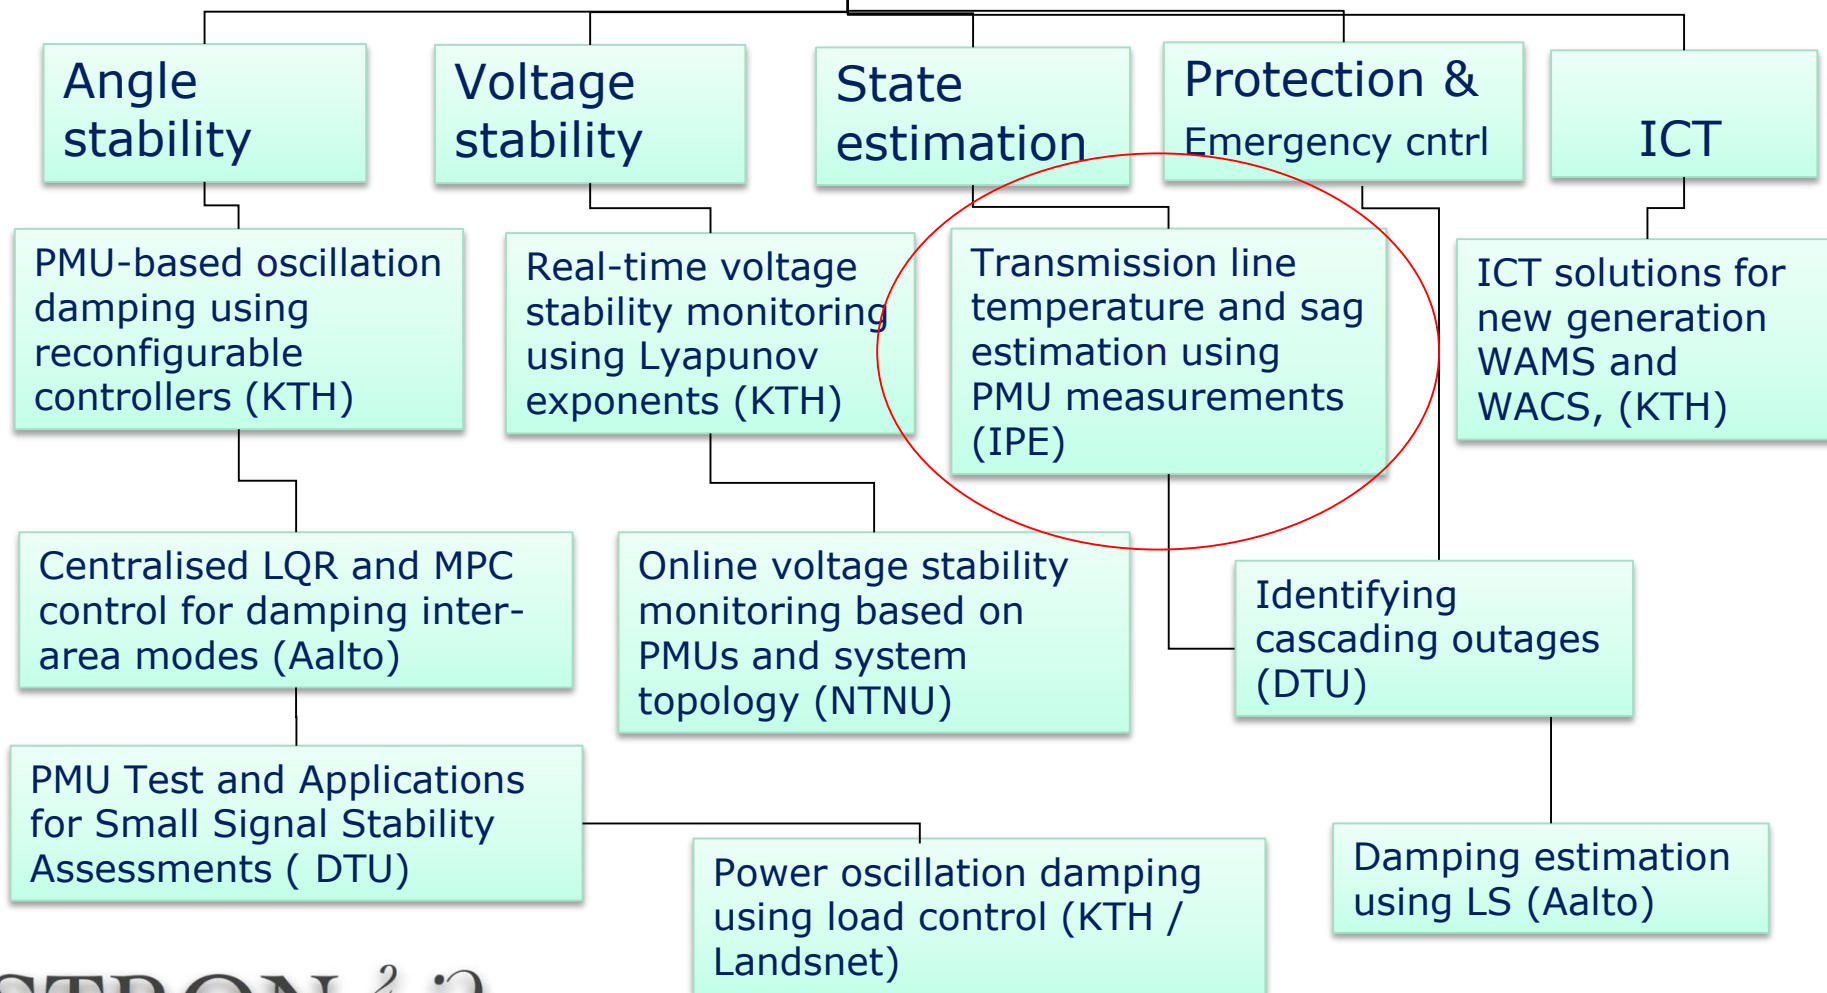 Angle
stability
Voltage
stability
State
estimation
Protection &
Emergency cntrl
ICT
PMU-based oscillation
damping using
reconfigurable
controllers (KTH)
Real-time voltage
stability monitoring
using Lyapunov
exponents (KTH)
Transmission line
temperature and sag
estimation using
PMU measurements
(IPE)
ICT solutions for
new generation
WAMS and
WACS, (KTH)
Centralised LQR and MPC
control for damping inter-
area modes (Aalto)
Online voltage stability
monitoring based on
PMUs and system
topology (NTNU)
Identifying
cascading outages
(DTU)
PMU Test and Applications
for Small Signal Stability
Assessments ( DTU)
Power oscillation damping
using load control (KTH /
Landsnet)
Damping estimation
using LS (Aalto)